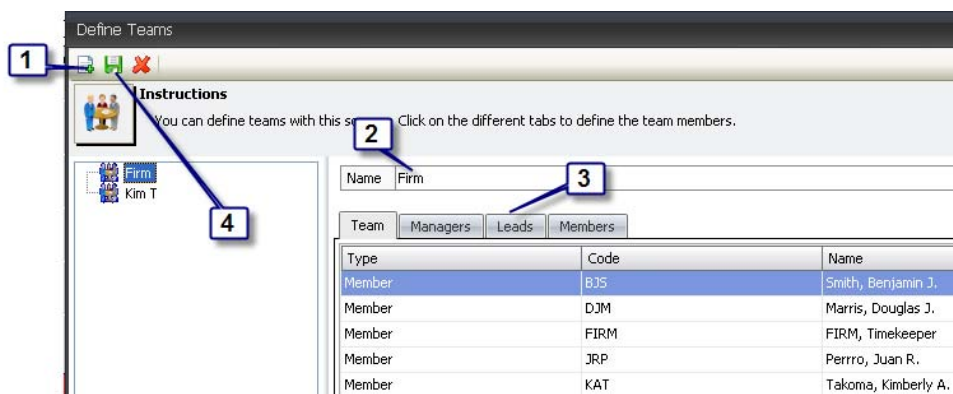 Define Teams
1
Instructions
You can define teams with this Click on the different tabs to define the team members.
2
Firm
Kim T
Name Firm
3
4
Team Managers Leads Members
Type Code Name
Member BJS Smith, Benjamin J.
Member DJM Marris, Douglas J.
Member FIRM FIRM, Timekeeper
Member JRP Perrro, Juan R.
Member KAT Takoma, Kimberly A.